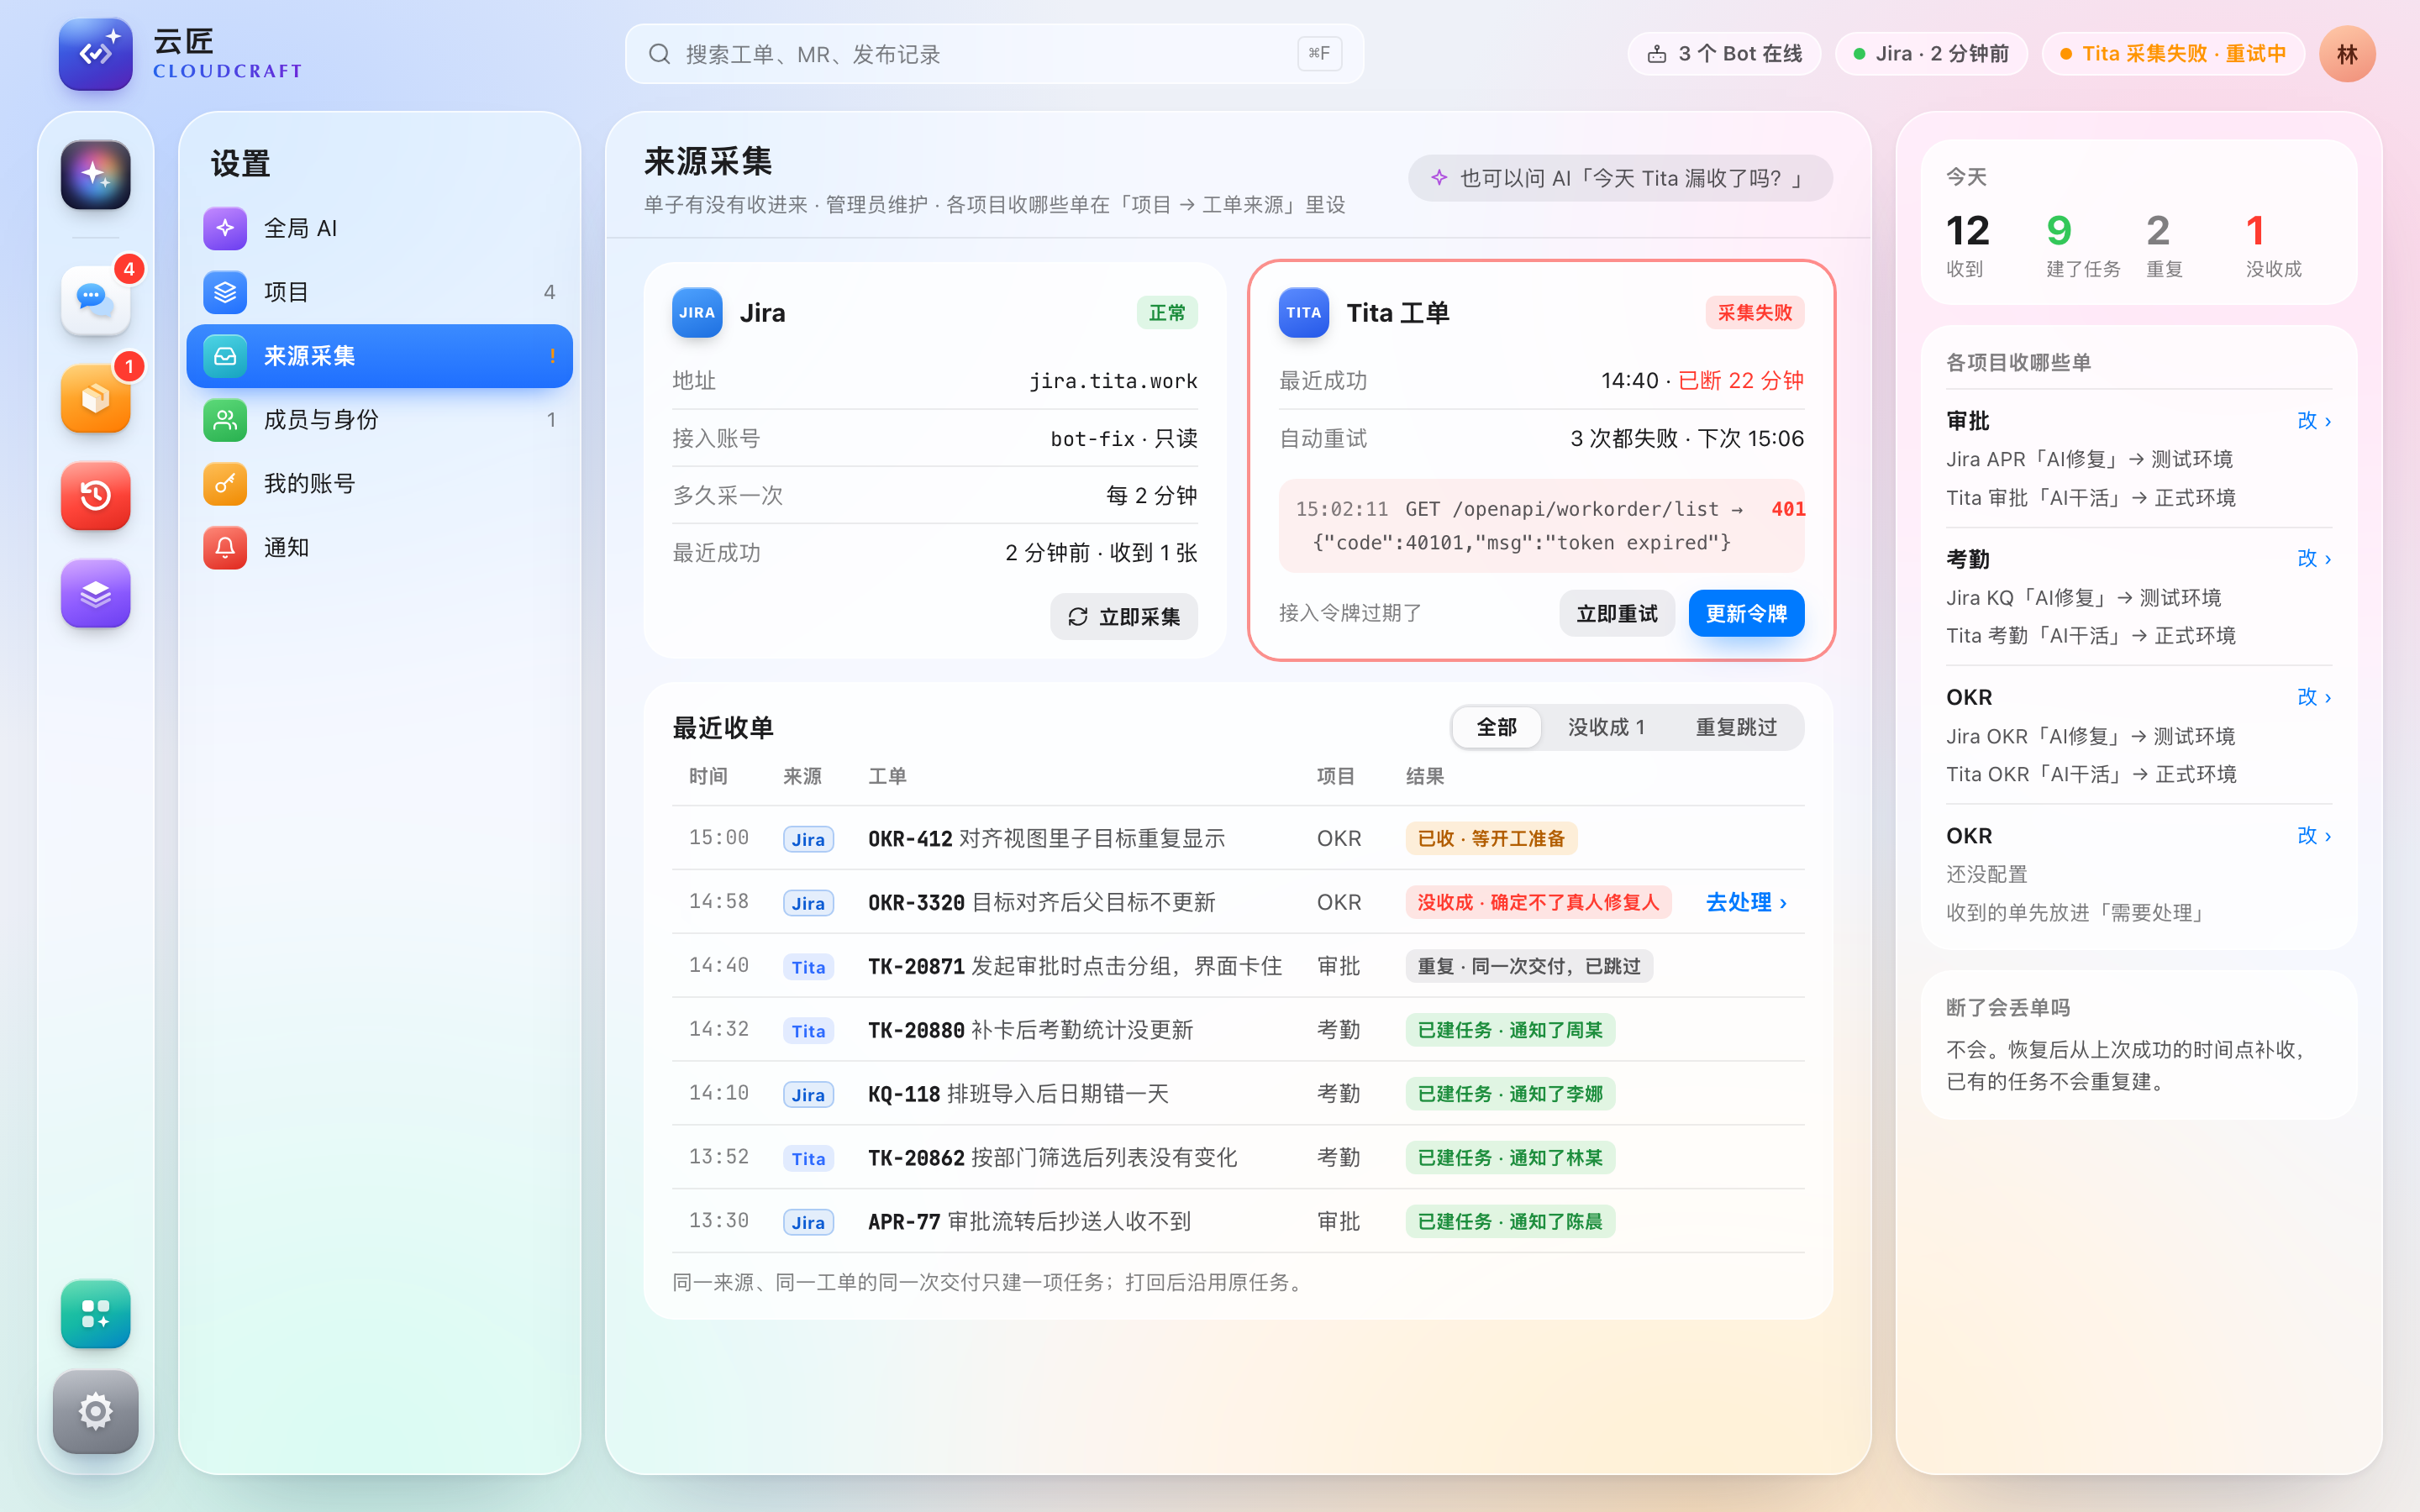 云匠
CLOUDCRAFT
搜索工单、MR、发布记录
⌘F
3 个 Bot 在线
Jira · 2 分钟前
Tita 采集失败 · 重试中
林
4
1
设置
全局 AI
项目
4
来源采集
!
成员与身份
1
我的账号
通知
来源采集
单子有没有收进来 · 管理员维护 · 各项目收哪些单在「项目 → 工单来源」里设
也可以问 AI「今天 Tita 漏收了吗？」
JIRA
Jira
正常
地址
jira.tita.work
接入账号
bot-fix · 只读
多久采一次
每 2 分钟
最近成功
2 分钟前 · 收到 1 张
立即采集
TITA
Tita 工单
采集失败
最近成功
14:40 · 已断 22 分钟
自动重试
3 次都失败 · 下次 15:06
15:02:11 GET /openapi/workorder/list → 401
{"code":40101,"msg":"token expired"}
接入令牌过期了
立即重试
更新令牌
最近收单
全部
没收成 1
重复跳过
时间 来源 工单 项目 结果
15:00 Jira OKR-412 对齐视图里子目标重复显示 OKR 已收 · 等开工准备
14:58 Jira OKR-3320 目标对齐后父目标不更新 OKR 没收成 · 确定不了真人修复人 去处理 ›
14:40 Tita TK-20871 发起审批时点击分组，界面卡住 审批 重复 · 同一次交付，已跳过
14:32 Tita TK-20880 补卡后考勤统计没更新 考勤 已建任务 · 通知了周某
14:10 Jira KQ-118 排班导入后日期错一天 考勤 已建任务 · 通知了李娜
13:52 Tita TK-20862 按部门筛选后列表没有变化 考勤 已建任务 · 通知了林某
13:30 Jira APR-77 审批流转后抄送人收不到 审批 已建任务 · 通知了陈晨
同一来源、同一工单的同一次交付只建一项任务；打回后沿用原任务。
今天
12 9 2 1
收到 建了任务 重复 没收成
各项目收哪些单
审批 改 ›
Jira APR「AI修复」→ 测试环境
Tita 审批「AI干活」→ 正式环境
考勤 改 ›
Jira KQ「AI修复」→ 测试环境
Tita 考勤「AI干活」→ 正式环境
OKR 改 ›
Jira OKR「AI修复」→ 测试环境
Tita OKR「AI干活」→ 正式环境
OKR 改 ›
还没配置
收到的单先放进「需要处理」
断了会丢单吗
不会。恢复后从上次成功的时间点补收，
已有的任务不会重复建。